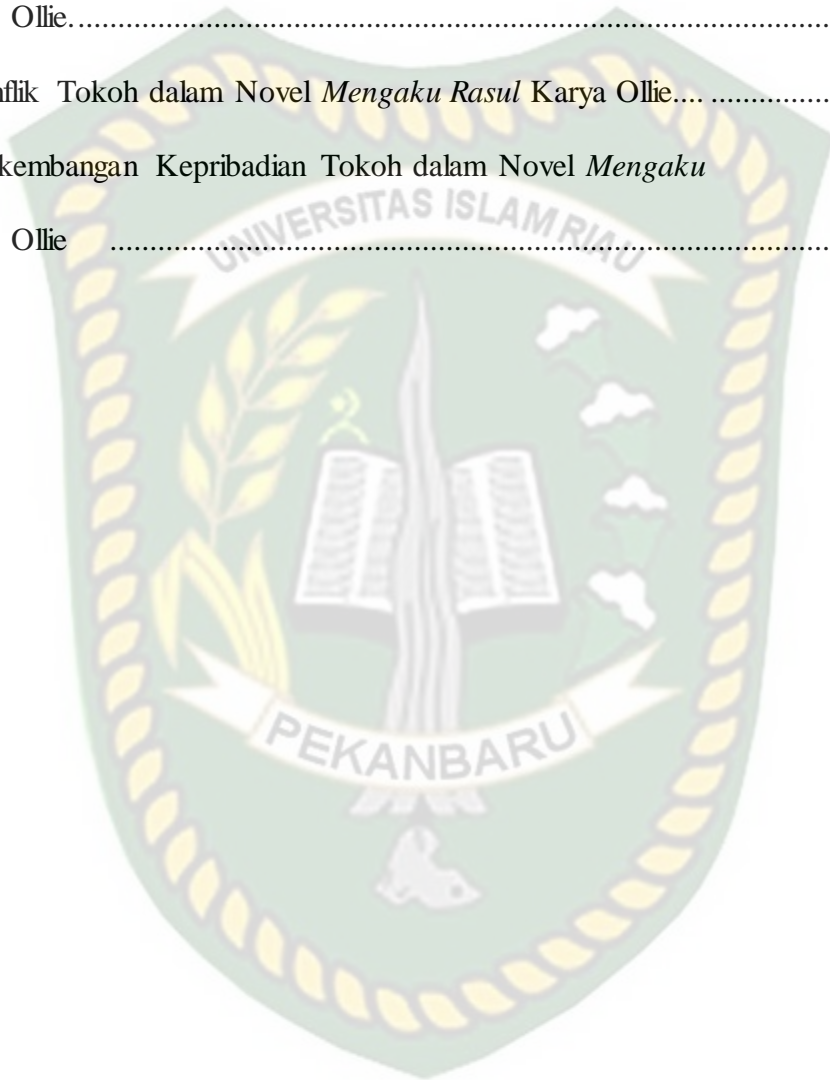 Ollie...............................................................................................
nflik Tokoh dalam Novel Mengaku Rasul Karya Ollie.... ...............
kembangan Kepribadian Tokoh dalam Novel Mengaku
Ollie ...........................................................................................
UNIVERSITAS ISLAM RIAU
PEKANBARU